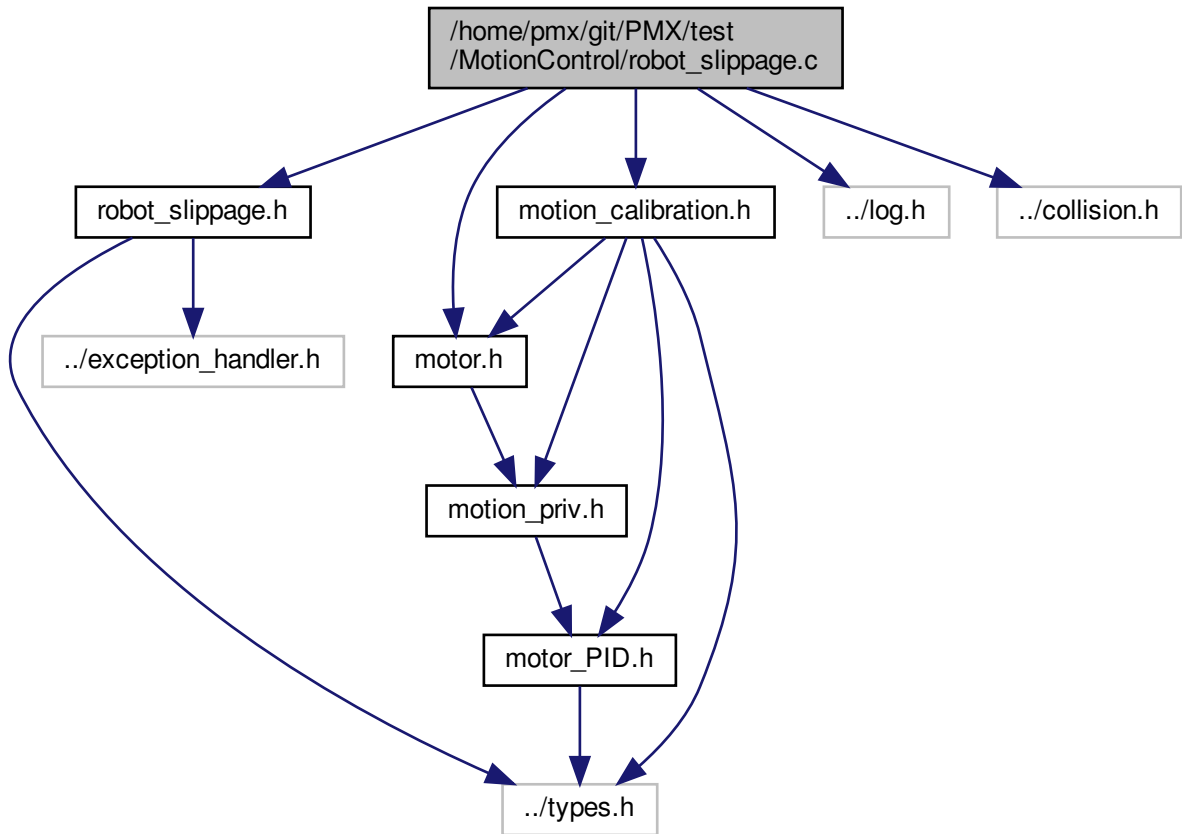 /home/pmx/git/PMX/test
/MotionControl/robot_slippage.c
robot_slippage.h
motion_calibration.h
../log.h
../collision.h
../exception_handler.h
motor.h
motion_priv.h
motor_PID.h
../types.h